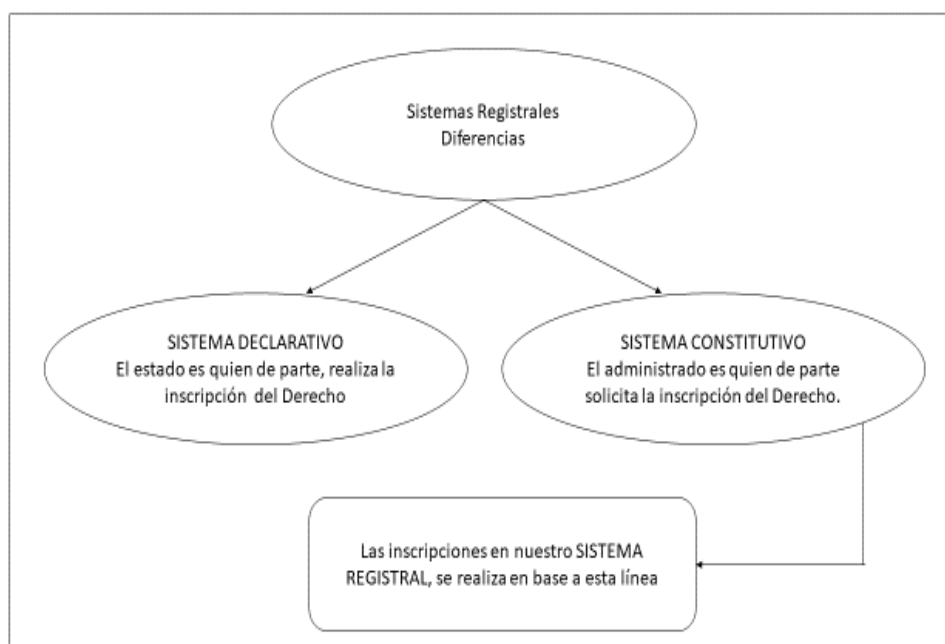 Sistemas Registrales
Diferencias
SISTEMA DECLARATIVO
El estado es quien de parte, realiza la
inscripción del Derecho
SISTEMA CONSTITUTIVO
El administrado es quien de parte
solicita la inscripción del Derecho.
Las inscripciones en nuestro SISTEMA
REGISTRAL, se realiza en base a esta línea